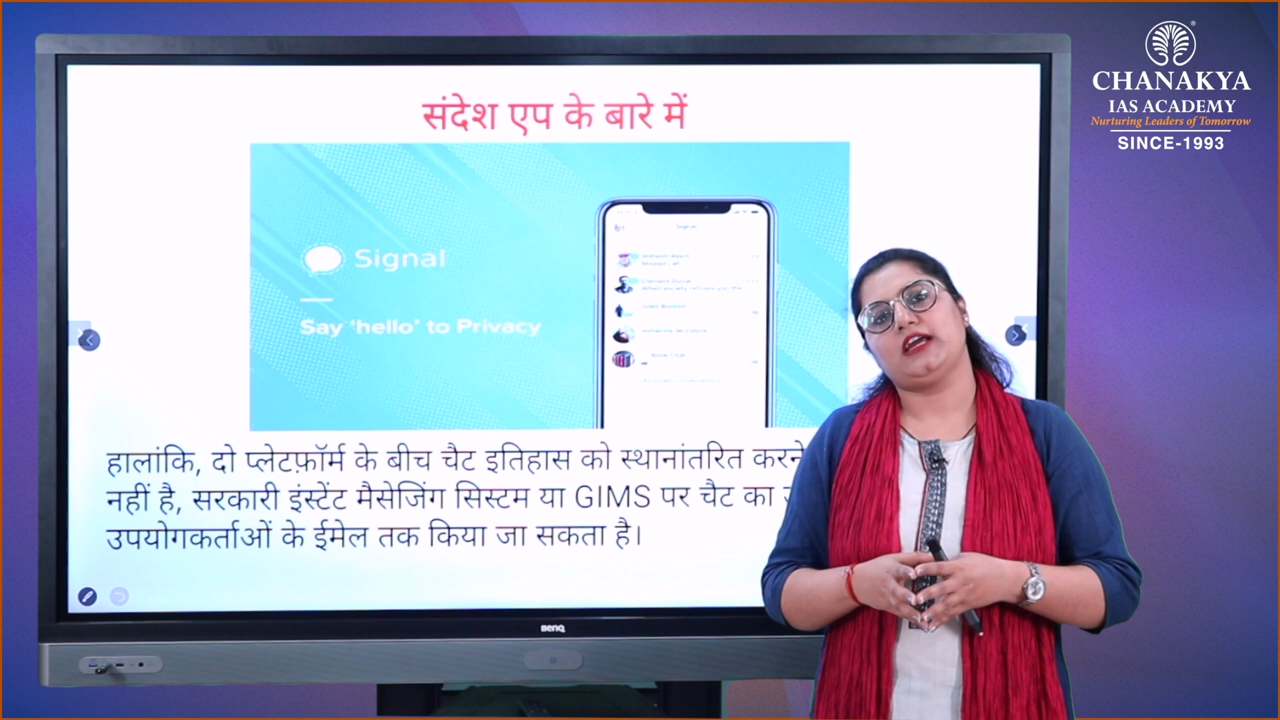 CHANAKYA
IAS ACADEMY
Nurturing Leaders of Tomorrow
SINCE-1993
संदेश एप के बारे में
Signal
Say 'hello' to Privacy
Signal
हालांकि, दो प्लेटफ़ॉर्म के बीच चैट इतिहास को स्थानांतरित करने
नहीं है, सरकारी इंस्टेंट मैसेजिंग सिस्टम या GIMS पर चैट का
उपयोगकर्ताओं के ईमेल तक किया जा सकता है।
BenQ